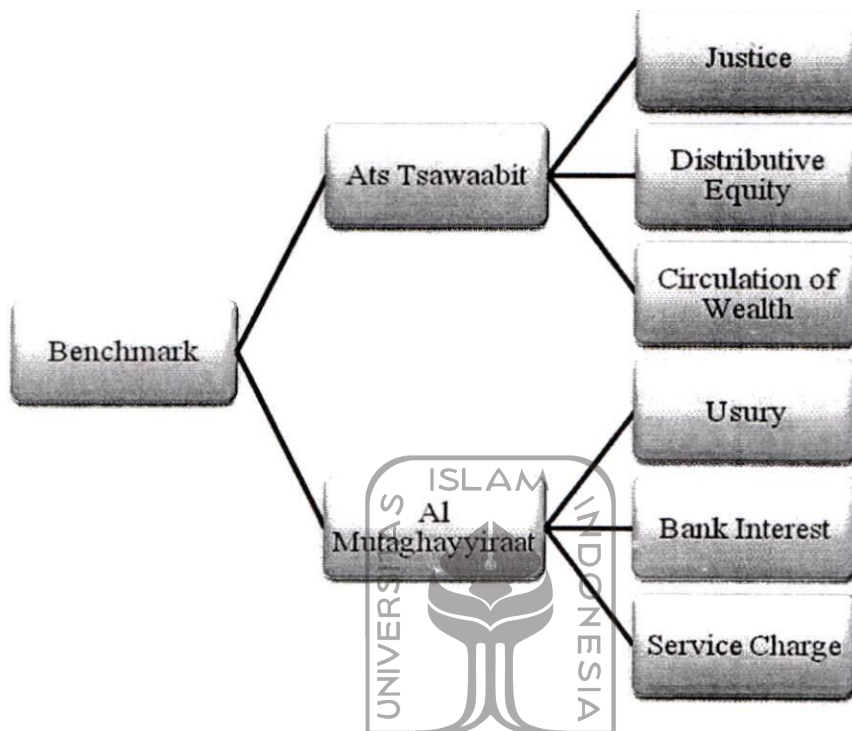 Justice
Ats Tsawaabit
Distributive
Equity
Circulation of
Wealth
Benchmark
Usury
Al
Mutaghayyiraat
Bank Interest
Service Charge
UNIVERSITAS
ISLAM
INDONESIA